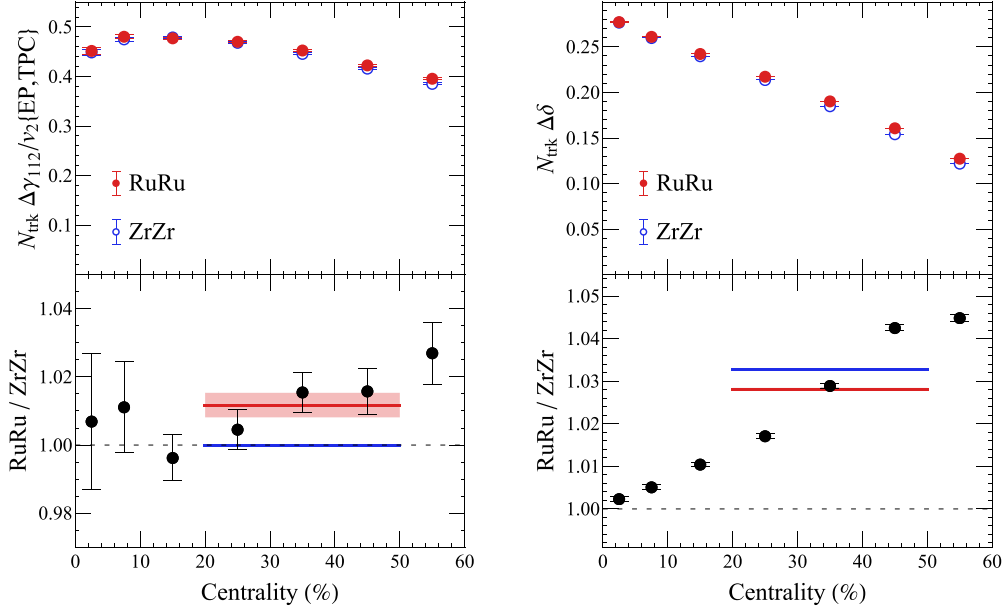 N_trk Δγ_112/v_2{EP,TPC}
0.5
0.4
0.3
0.2
0.1
RuRu
ZrZr
RuRu / ZrZr
1.04
1.02
1.00
0.98
0 10 20 30 40 50 60
Centrality (%)
N_trk Δδ
0.25
0.20
0.15
0.10
0.05
RuRu
ZrZr
RuRu / ZrZr
1.05
1.04
1.03
1.02
1.01
1.00
0 10 20 30 40 50 60
Centrality (%)